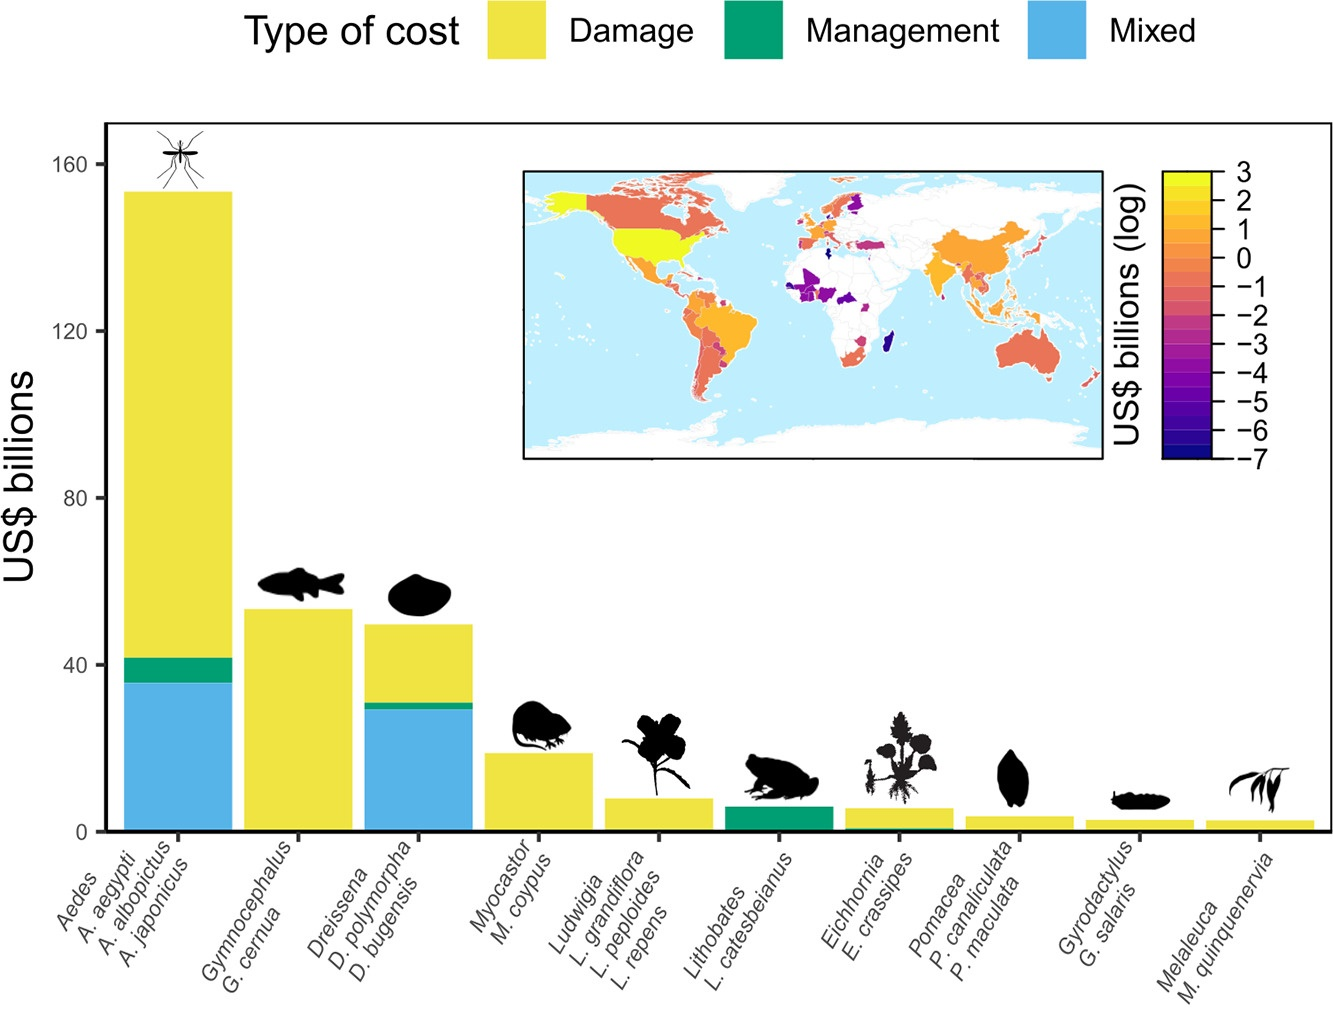 Type of cost Damage Management Mixed
160
120
80
40
0
US$ billions
3
2
1
0
−1
−2
−3
−4
−5
−6
−7
US$ billions (log)
Aedes
A. aegypti
A. albopictus
A. japonicus
Gymnocephalus
G. cernua
Dreissena
D. polymorpha
D. bugensis
Myocastor
M. coypus
Ludwigia
L. grandiflora
L. peploides
L. repens
Lithobates
L. catesbeianus
Eichhornia
E. crassipes
Pomacea
P. canaliculata
P. maculata
Gyrodactylus
G. salaris
Melaleuca
M. quinquenervia